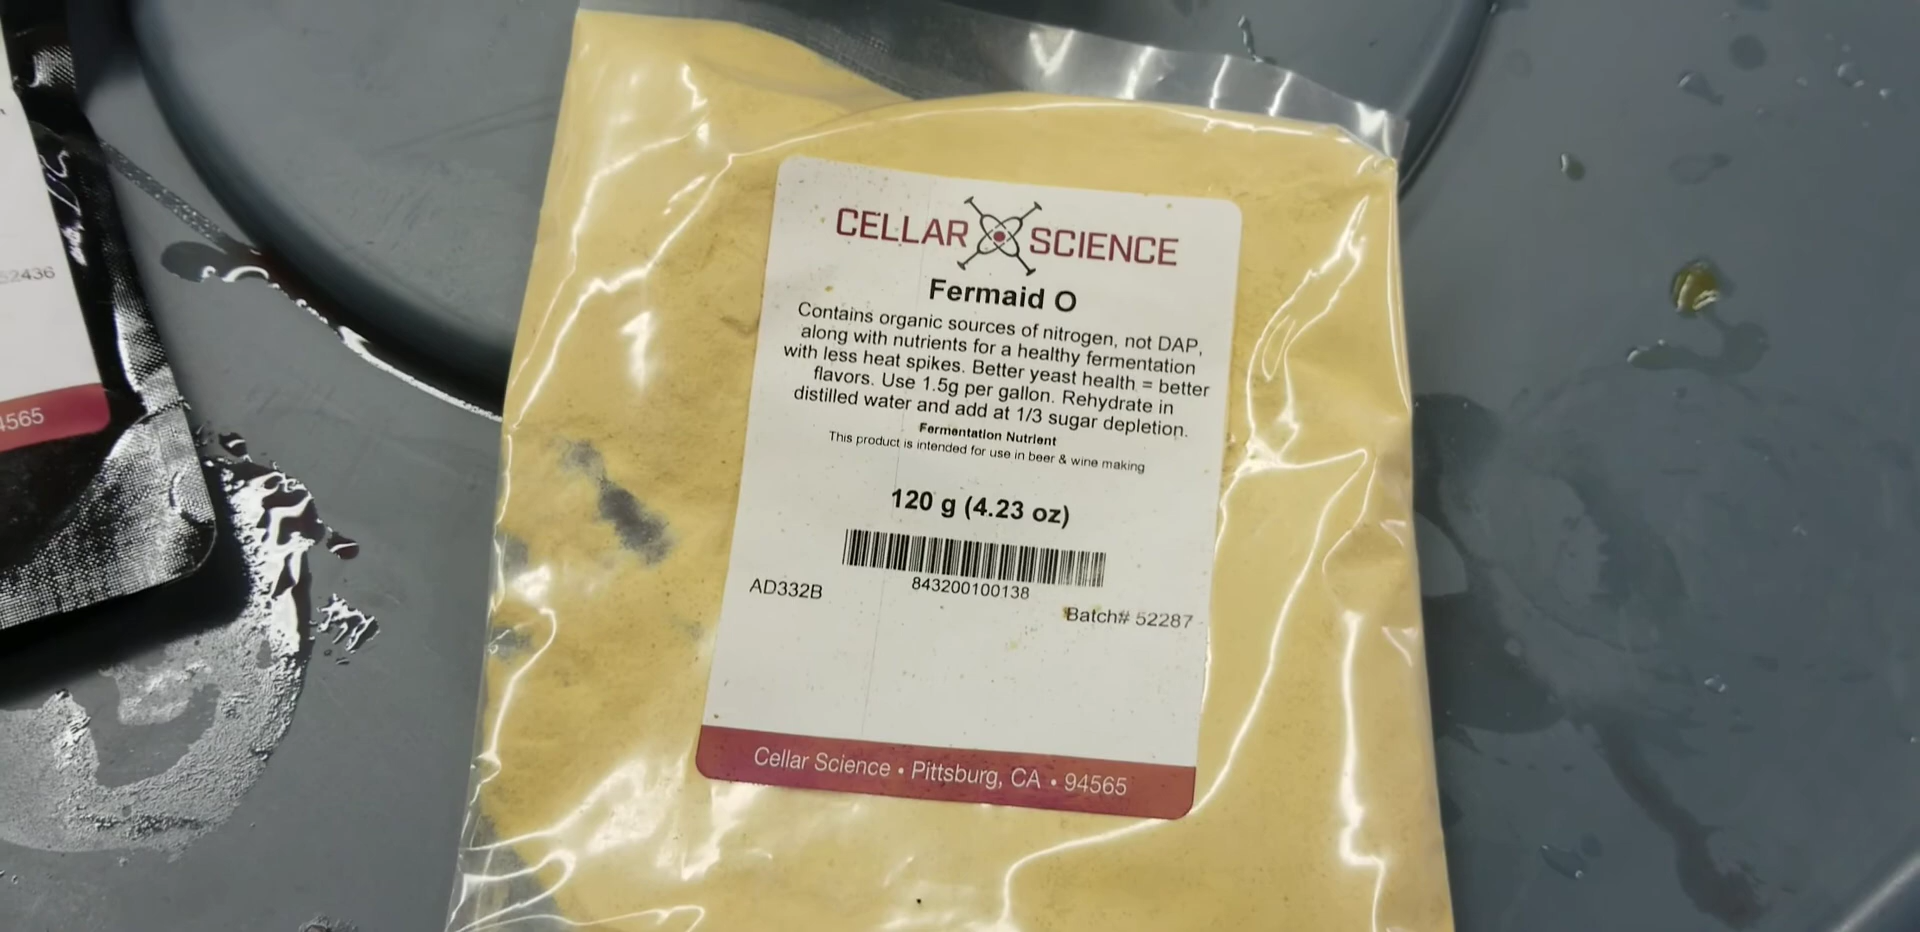 CELLAR SCIENCE
Fermaid O
Contains organic sources of nitrogen, not DAP,
along with nutrients for a healthy fermentation
with less heat spikes. Better yeast health = better
flavors. Use 1.5g per gallon. Rehydrate in
distilled water and add at 1/3 sugar depletion.
Fermentation Nutrient
This product is intended for use in beer & wine making
120 g (4.23 oz)
843200100138
AD332B
Batch# 52287
Cellar Science • Pittsburg, CA • 94565
52436
4565